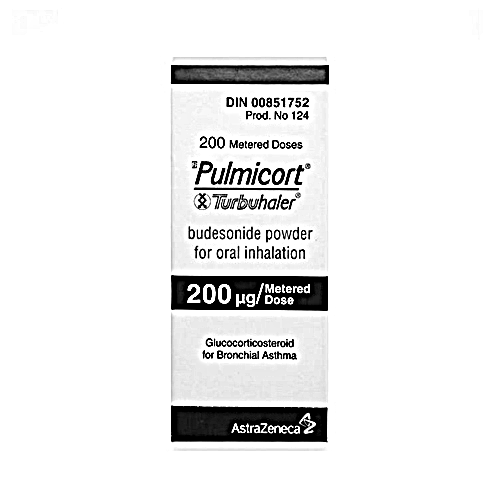 DIN 00851752
Prod. No 124
200 Metered Doses
Pulmicort®
Turbuhaler®
budesonide powder
for oral inhalation
200 µg/Metered Dose
Glucocorticosteroid
for Bronchial Asthma
AstraZeneca